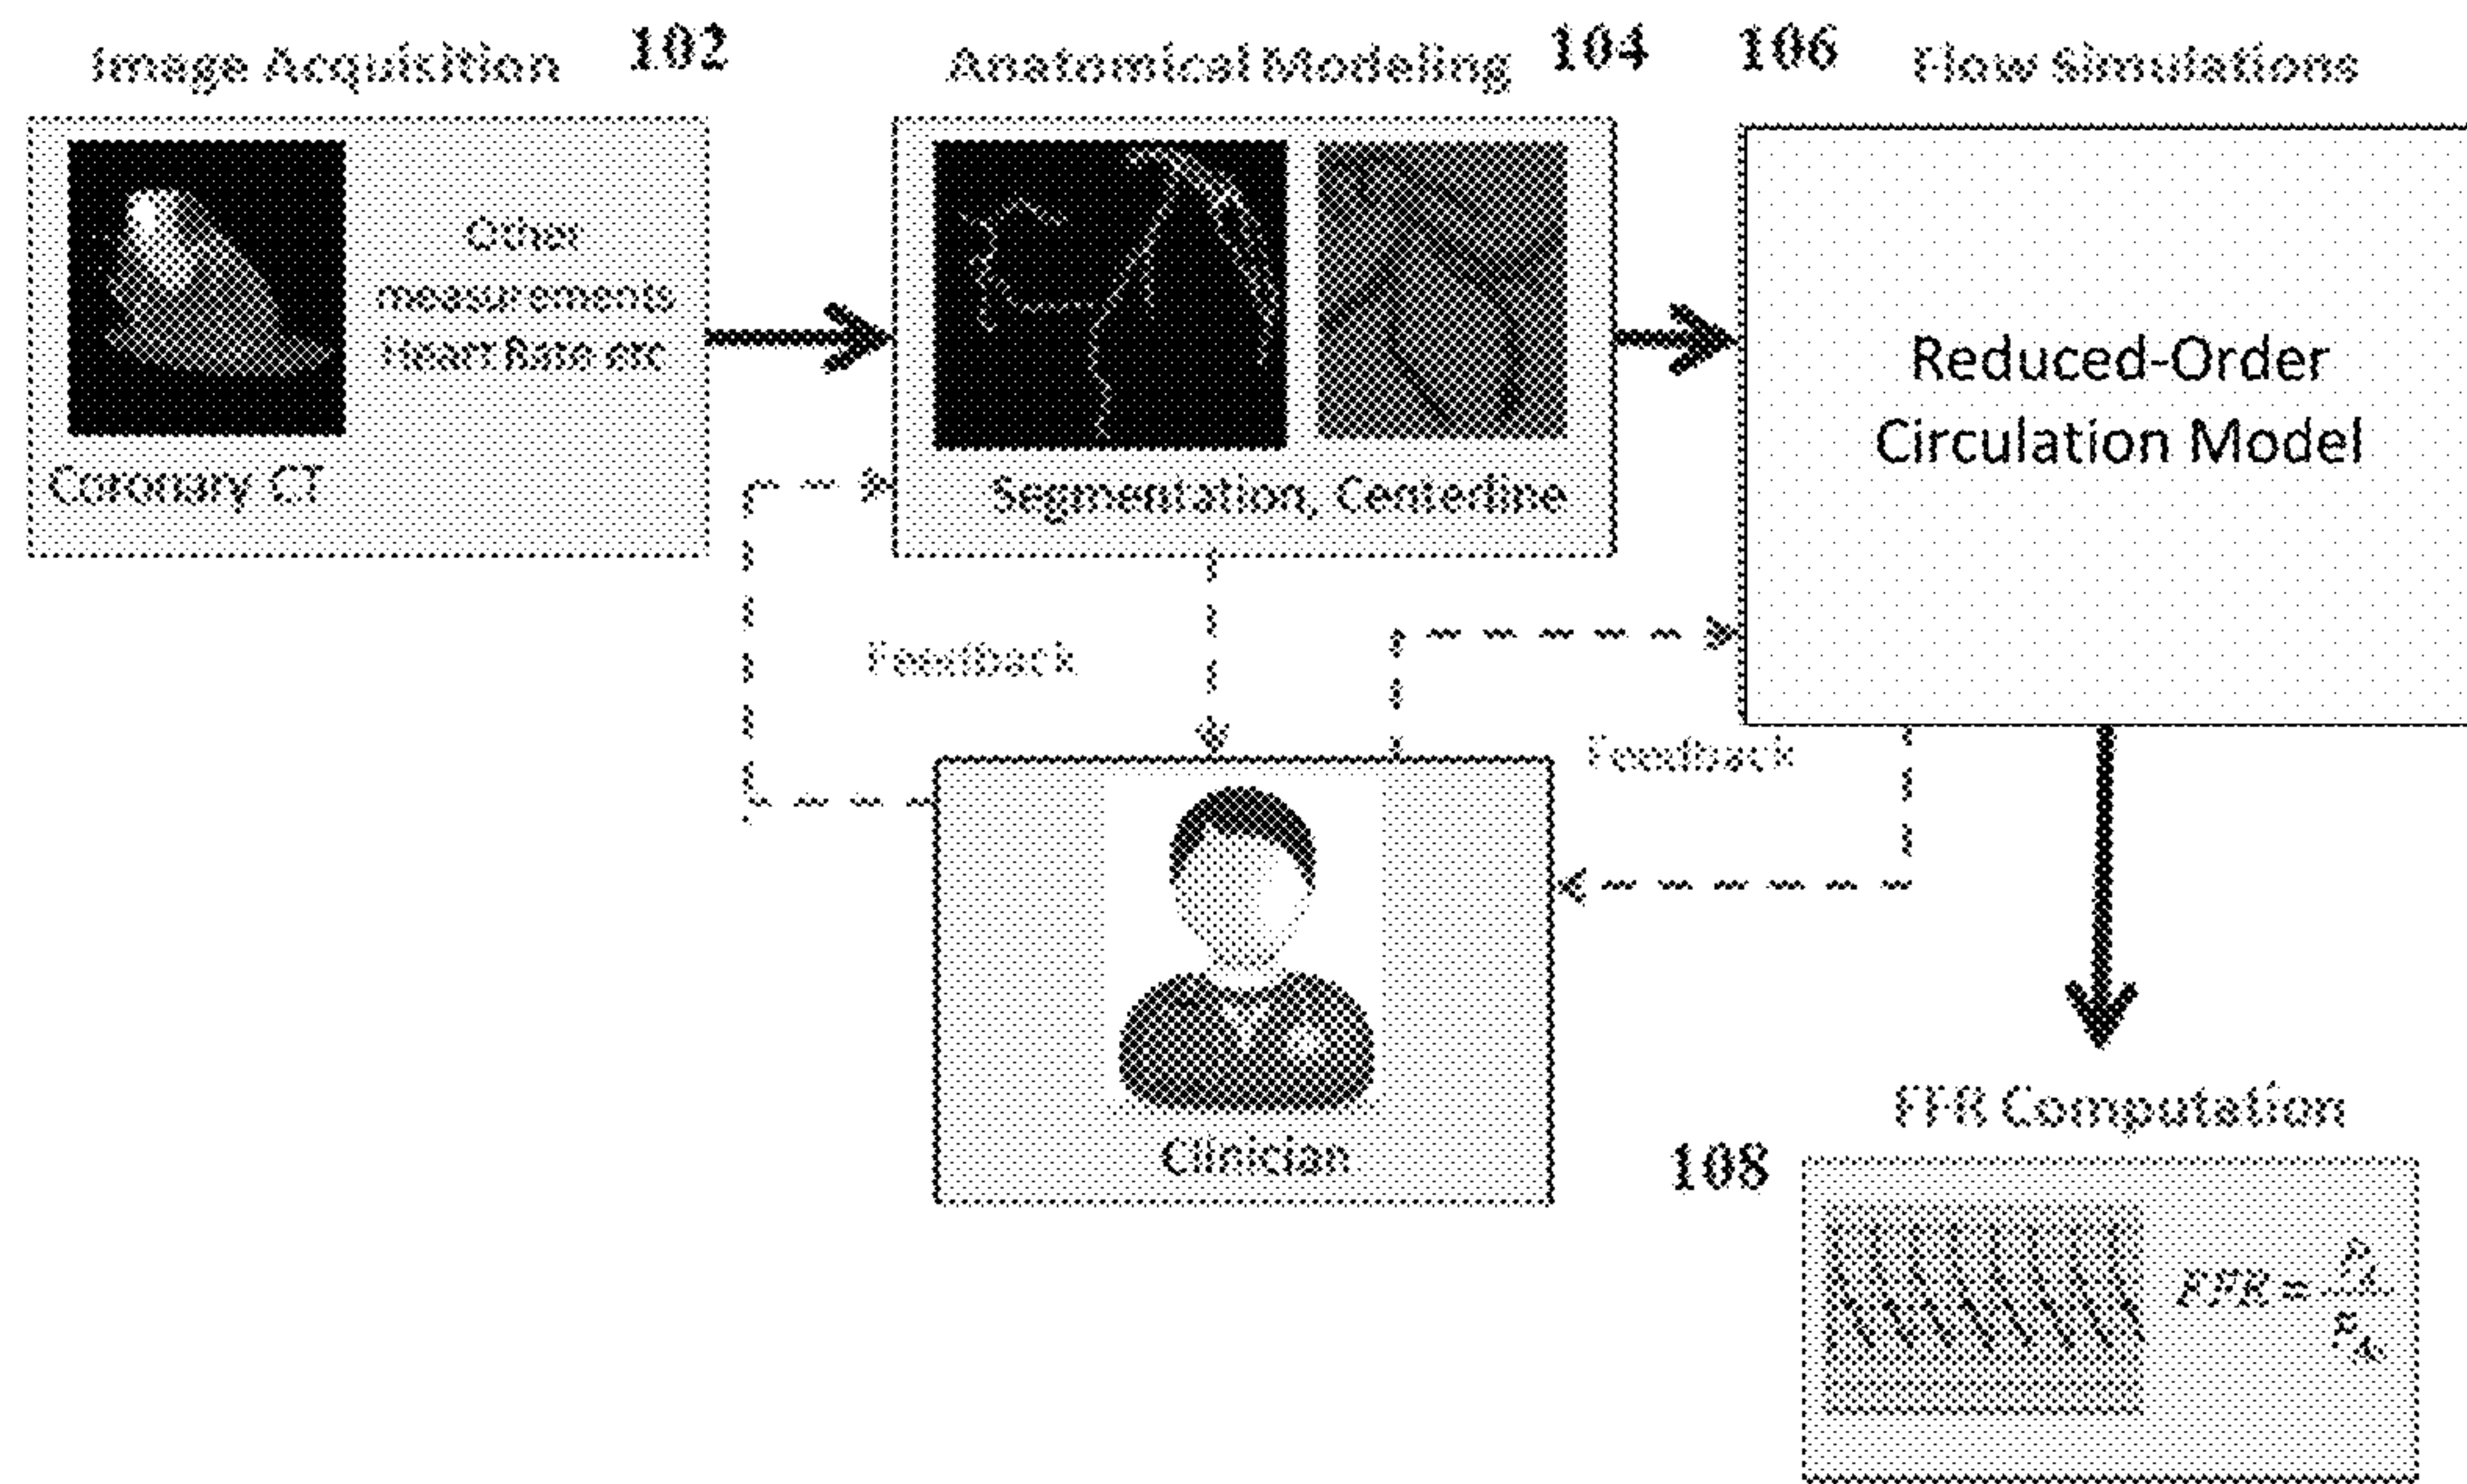 Image Acquisition 102
Anatomical Modeling 104
106 Flow Simulations
Other
measurements
Heart Rate etc
Coronary CT
Segmentation, Centerline
Reduced-Order
Circulation Model
Feedback
Feedback
Clinician
FFR Computation
108
FFR =